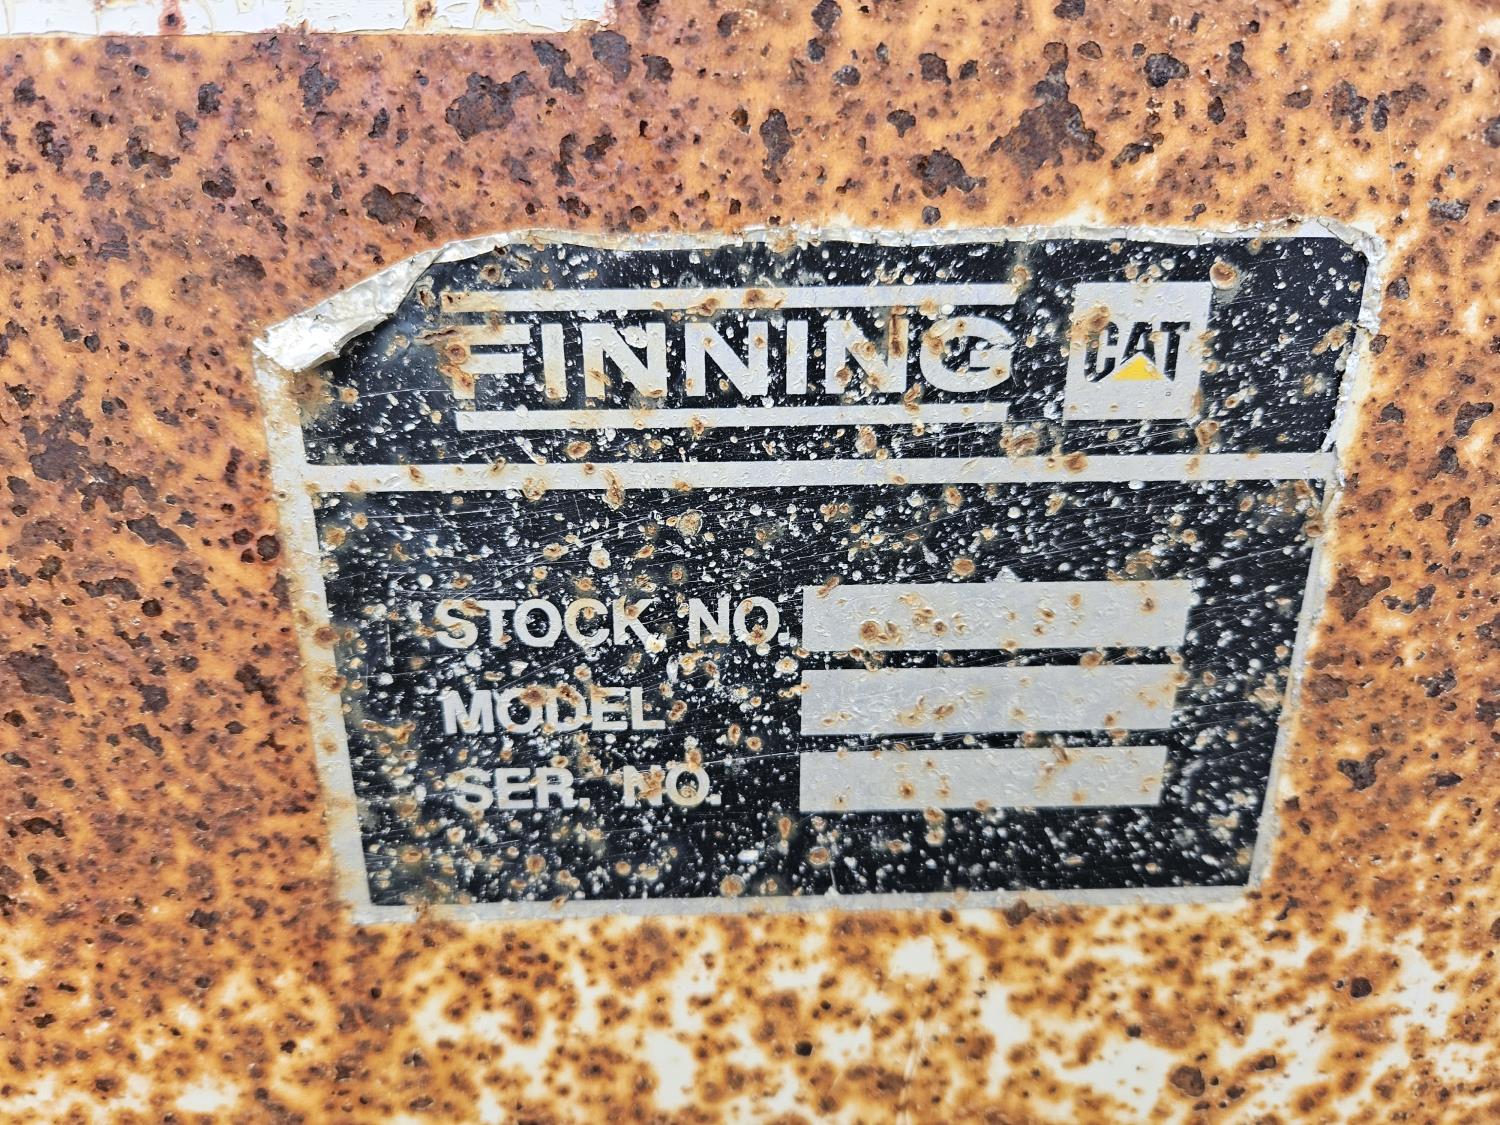 FINNING CAT
STOCK NO.
MODEL
SER. NO.